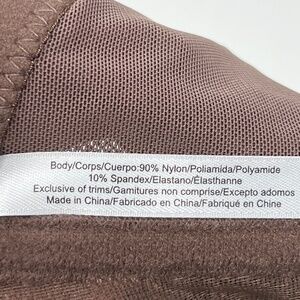 Body/Corps/Cuerpo:90% Nylon/Poliamida/Polyamide
10% Spandex/Elastano/Élasthanne
Exclusive of trims/Garnitures non comprise/Excepto adornos
Made in China/Fabricado en China/Fabriqué en Chine